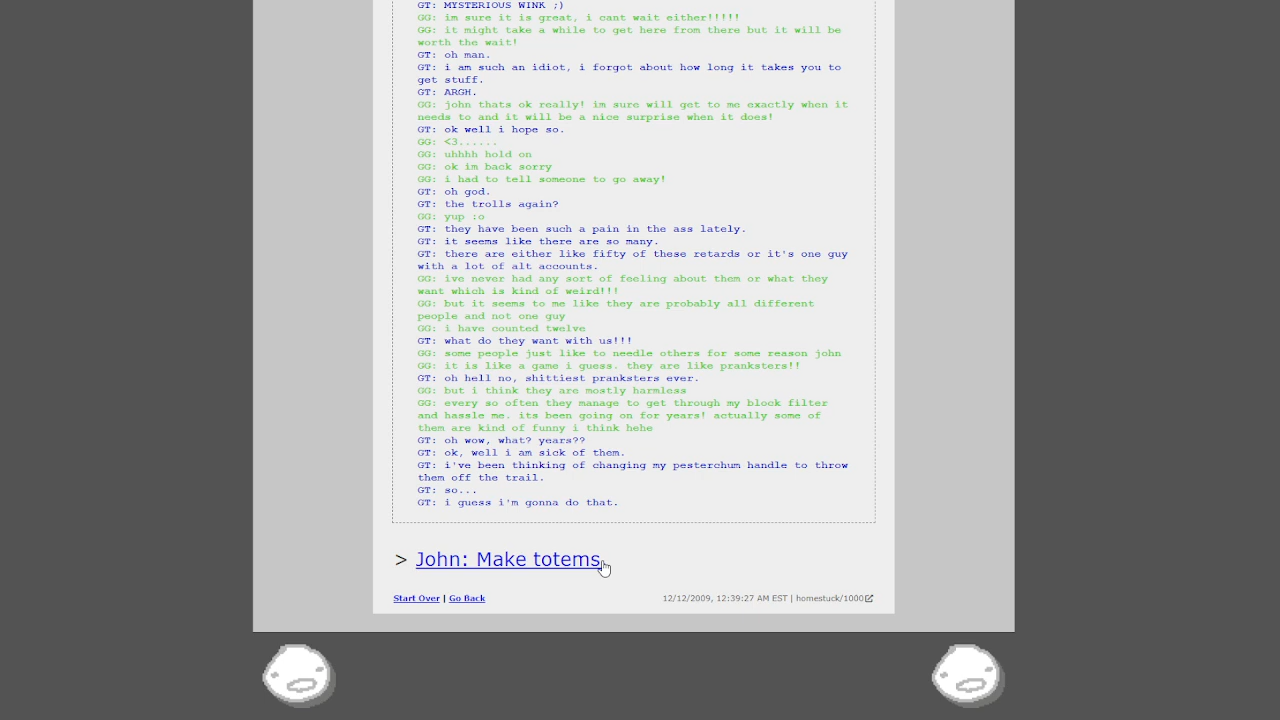 GT: MYSTERIOUS WINK ;)
GG: im sure it is great, i cant wait either!!!!!
GG: it might take a while to get here from there but it will be
worth the wait!
GT: oh man.
GT: i am such an idiot, i forgot about how long it takes you to
get stuff.
GT: ARGH.
GG: john thats ok really! im sure will get to me exactly when it
needs to and it will be a nice surprise when it does!
GT: ok well i hope so.
GG: <3......
GG: uhhhh hold on
GG: ok im back sorry
GG: i had to tell someone to go away!
GT: oh god.
GT: the trolls again?
GG: yup :o
GT: they have been such a pain in the ass lately.
GT: it seems like there are so many.
GT: there are either like fifty of these retards or it's one guy
with a lot of alt accounts.
GG: ive never had any sort of feeling about them or what they
want which is kind of weird!!!
GG: but it seems to me like they are probably all different
people and not one guy
GG: i have counted twelve
GT: what do they want with us!!!
GG: some people just like to needle others for some reason john
GG: it is like a game i guess. they are like pranksters!!
GT: oh hell no, shittiest pranksters ever.
GG: but i think they are mostly harmless
GG: every so often they manage to get through my block filter
and hassle me. its been going on for years! actually some of
them are kind of funny i think hehe
GT: oh wow, what? years??
GT: ok, well i am sick of them.
GT: i've been thinking of changing my pesterchum handle to throw
them off the trail.
GT: so...
GT: i guess i'm gonna do that.
> John: Make totems.
Start Over | Go Back
12/12/2009, 12:39:27 AM EST | homestuck/1000